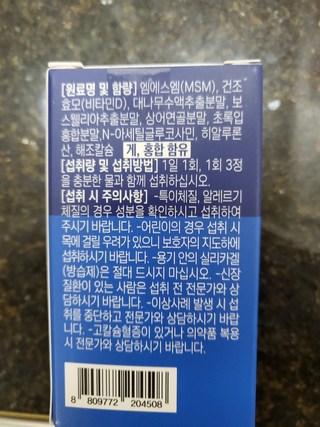 [원료명 및 함량] 엠에스엠(MSM), 건조
효모(비타민D), 대나무수액추출분말, 보
스웰리아추출분말, 상어연골분말, 초록입
홍합분말,N-아세틸글루코사민, 히알루론
산, 해조칼슘 게, 홍합 함유
[섭취량 및 섭취방법] 1일 1회, 1회 3정
을 충분한 물과 함께 섭취하십시오.
[섭취 시 주의사항] -특이체질, 알레르기
체질의 경우 성분을 확인하시고 섭취하여
주시기 바랍니다. -어린이의 경우 섭취 시
목에 걸릴 우려가 있으니 보호자의 지도하에
섭취하시기 바랍니다. -용기 안의 실리카겔
(방습제)은 절대 드시지 마십시오. -신장
질환이 있는 사람은 섭취 전 전문가와 상
담하시기 바랍니다. -이상사례 발생 시 섭
취를 중단하고 전문가와 상담하시기 바랍
니다. -고칼슘혈증이 있거나 의약품 복용
시 전문가와 상담하시기 바랍니다.
8 809772 204508